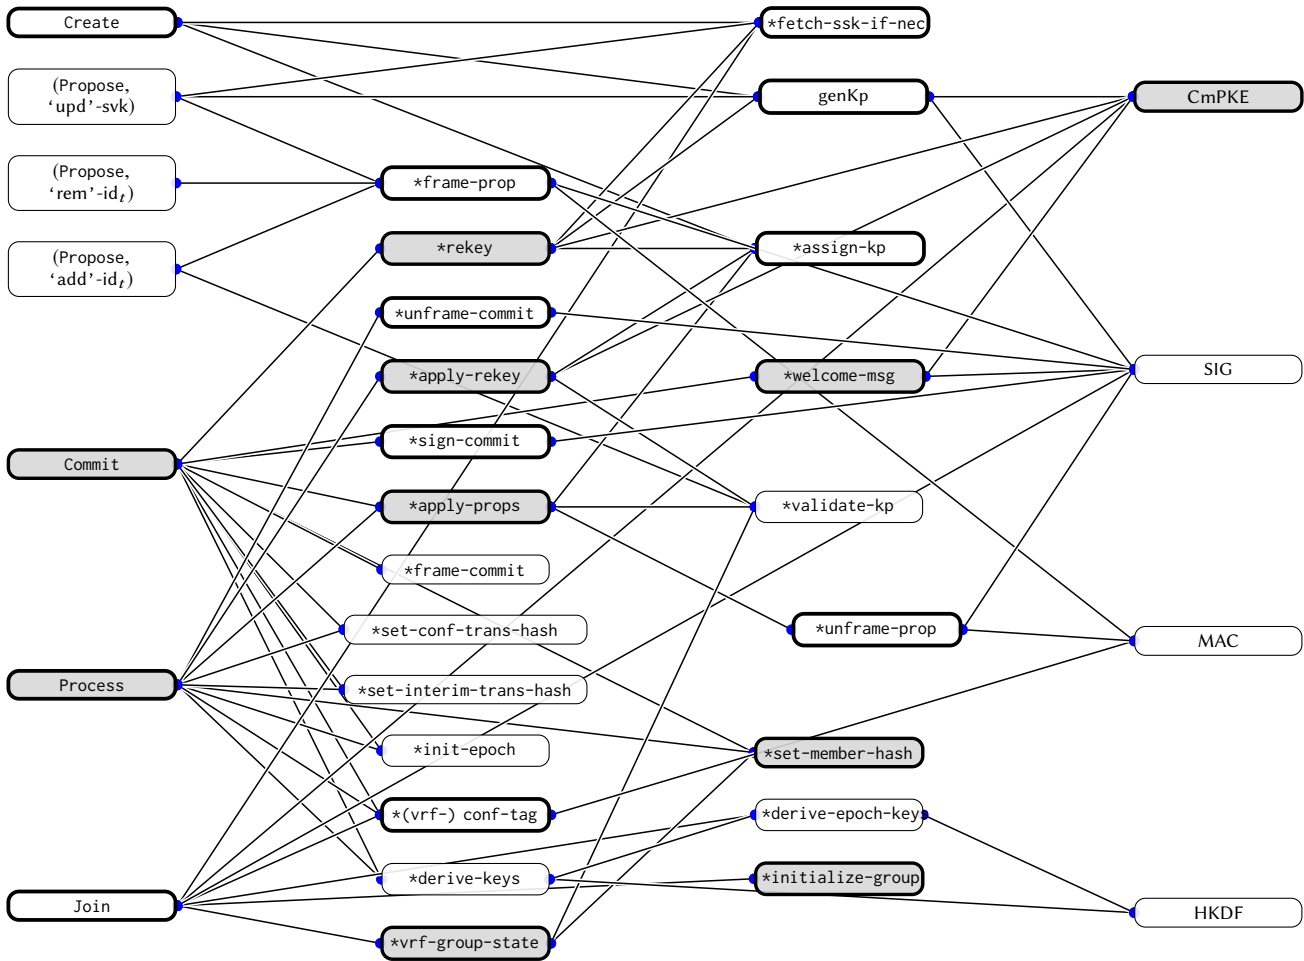 Create
*fetch-ssk-if-nec
(Propose,
‘upd’-svk)
genKp
CmPKE
(Propose,
‘rem’-idₜ)
*frame-prop
(Propose,
‘add’-idₜ)
*rekey
*assign-kp
*unframe-commit
*apply-rekey
*welcome-msg
SIG
Commit
*sign-commit
*apply-props
*validate-kp
*frame-commit
*set-conf-trans-hash
*unframe-prop
MAC
Process
*set-interim-trans-hash
*init-epoch
*set-member-hash
*(vrf-) conf-tag
*derive-epoch-keys
*derive-keys
*initialize-group
Join
HKDF
*vrf-group-state